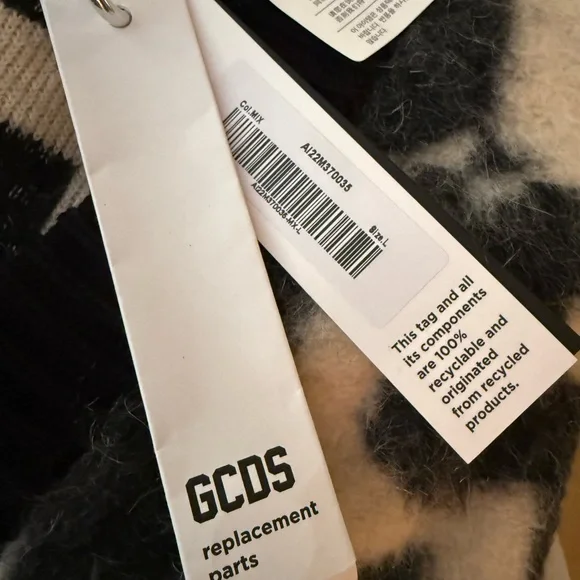 Col.MIX
AI22M370035
AI22M370035-MX-L
Size.L
This tag and all
its components
are 100%
recyclable and
originated
from recycled
products.
GCDS
replacement
parts